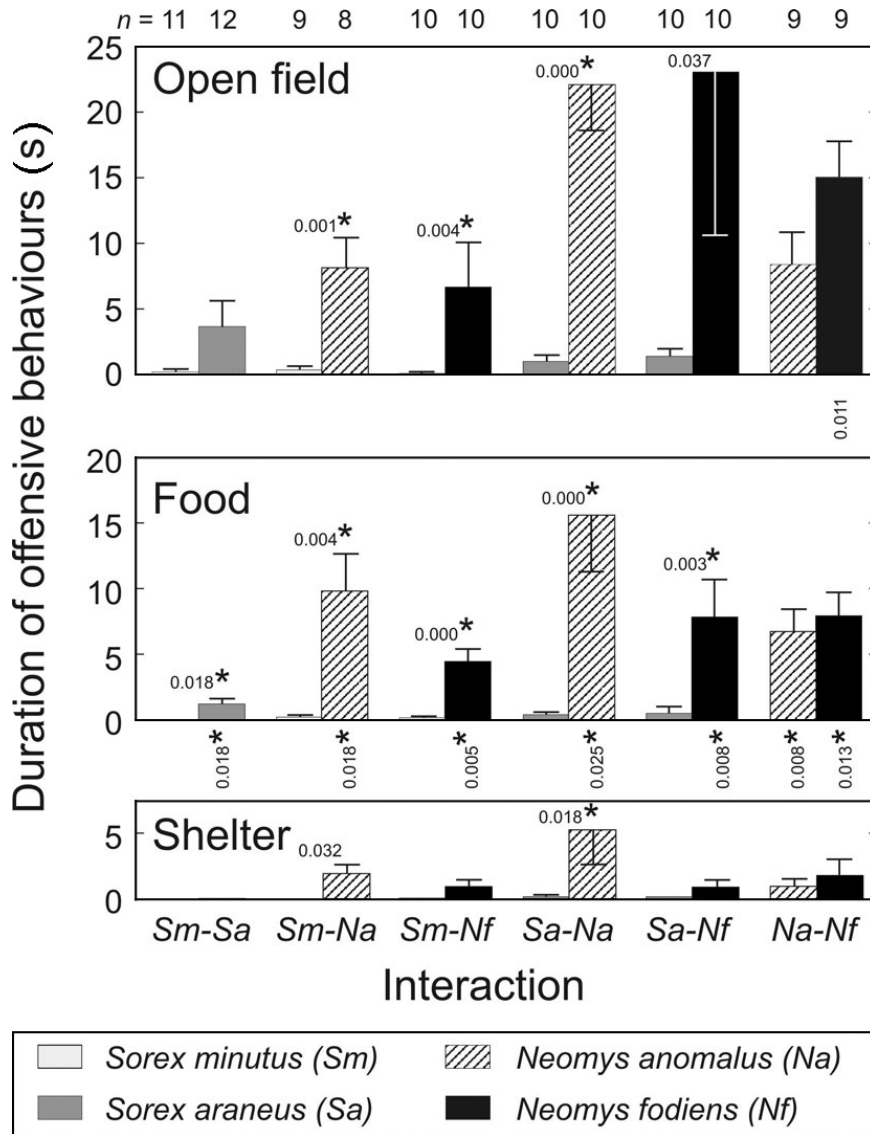 n = 11 12 9 8 10 10 10 10 10 10 9 9
Duration of offensive behaviours (s)
25
Open field
0.000*
0.037
20
15
0.001*
0.004*
10
5
0
0.011
20
Food
0.000*
15
0.004*
0.003*
10
0.000*
5
0.018*
0
* * * * * * *
0.018 0.018 0.005 0.025 0.008 0.008 0.013
Shelter
0.018*
5
0.032
0
Sm-Sa Sm-Na Sm-Nf Sa-Na Sa-Nf Na-Nf
Interaction
Sorex minutus (Sm) Neomys anomalus (Na)
Sorex araneus (Sa) Neomys fodiens (Nf)